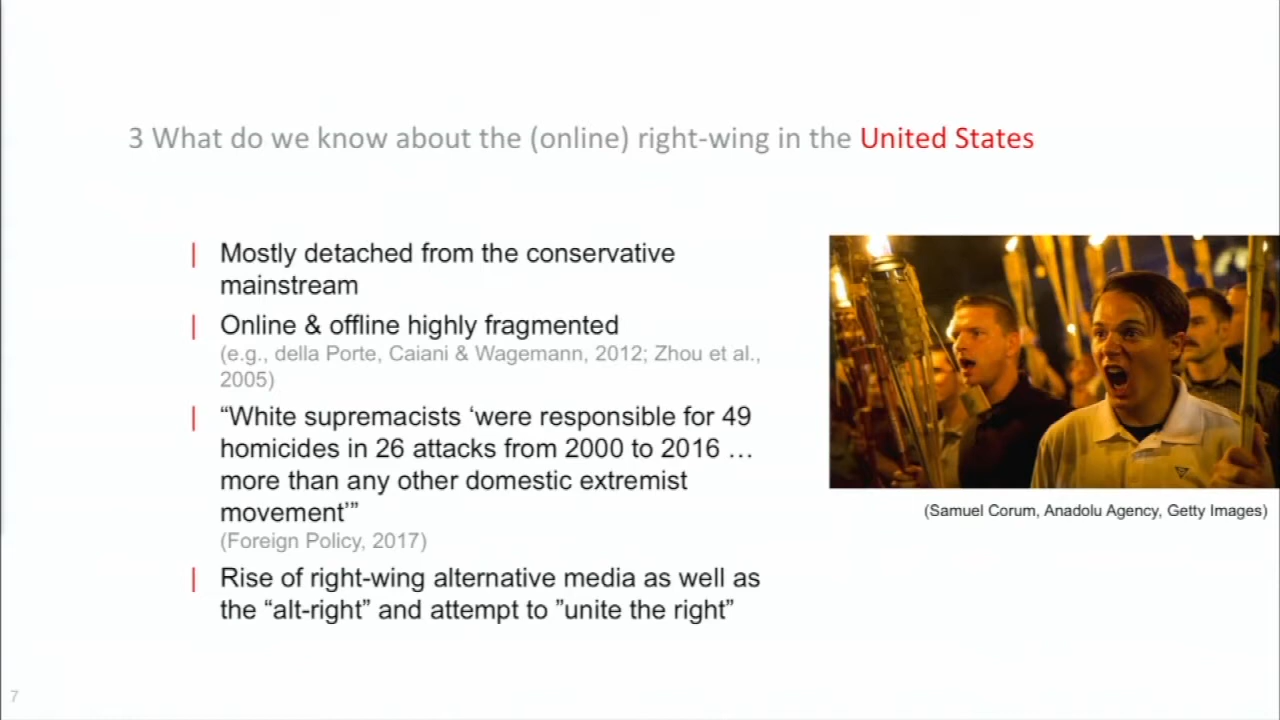 3 What do we know about the (online) right-wing in the United States
| Mostly detached from the conservative
mainstream
| Online & offline highly fragmented
(e.g., della Porte, Caiani & Wagemann, 2012; Zhou et al.,
2005)
| “White supremacists ‘were responsible for 49
homicides in 26 attacks from 2000 to 2016 …
more than any other domestic extremist
movement’”
(Foreign Policy, 2017)
| Rise of right-wing alternative media as well as
the “alt-right” and attempt to ”unite the right”
(Samuel Corum, Anadolu Agency, Getty Images)
7